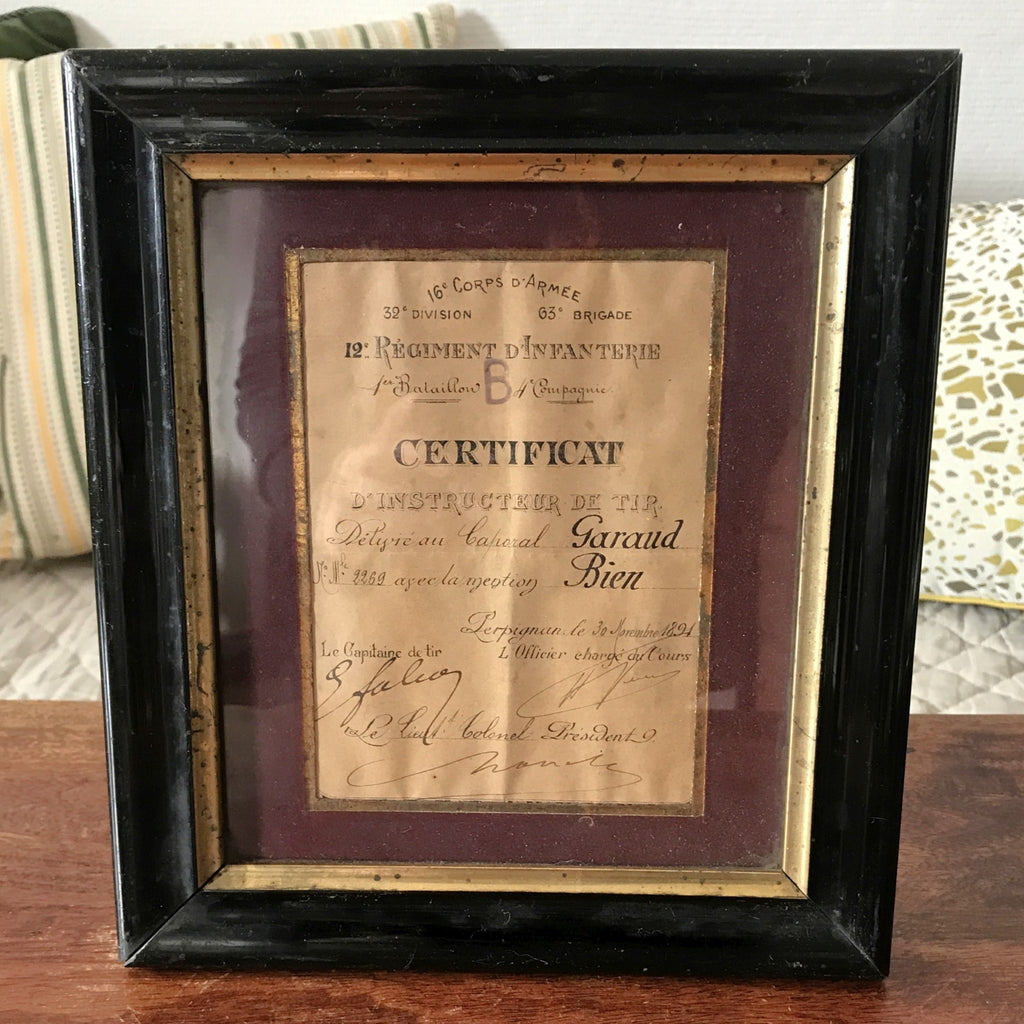 16e CORPS D'ARMÉE
32e DIVISION 63e BRIGADE
12e RÉGIMENT D'INFANTERIE
1er Bataillon B 4e Compagnie
CERTIFICAT
D'INSTRUCTEUR DE TIR.
Délivré au Caporal Garaud
No Mle 2269 avec la mention Bien
Perpignan, le 30 Novembre 1891
Le Capitaine de tir L'Officier chargé du Cours
Le Lieut. Colonel Président